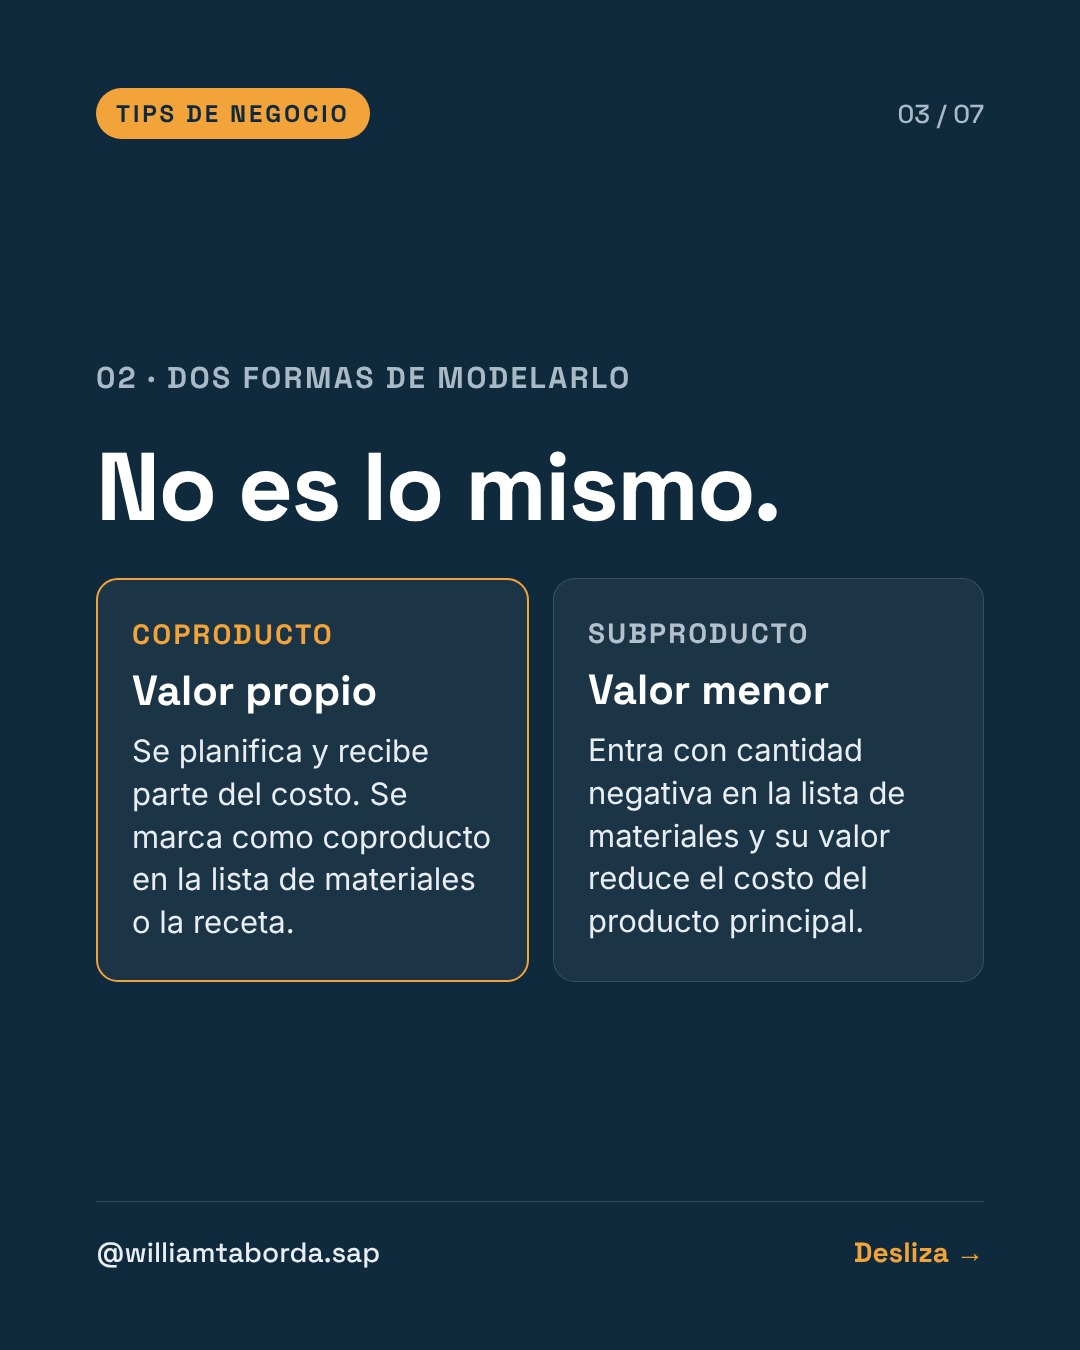 TIPS DE NEGOCIO
03 / 07
02 · DOS FORMAS DE MODELARLO
No es lo mismo.
COPRODUCTO
Valor propio
Se planifica y recibe
parte del costo. Se
marca como coproducto
en la lista de materiales
o la receta.
SUBPRODUCTO
Valor menor
Entra con cantidad
negativa en la lista de
materiales y su valor
reduce el costo del
producto principal.
@williamtaborda.sap
Desliza →